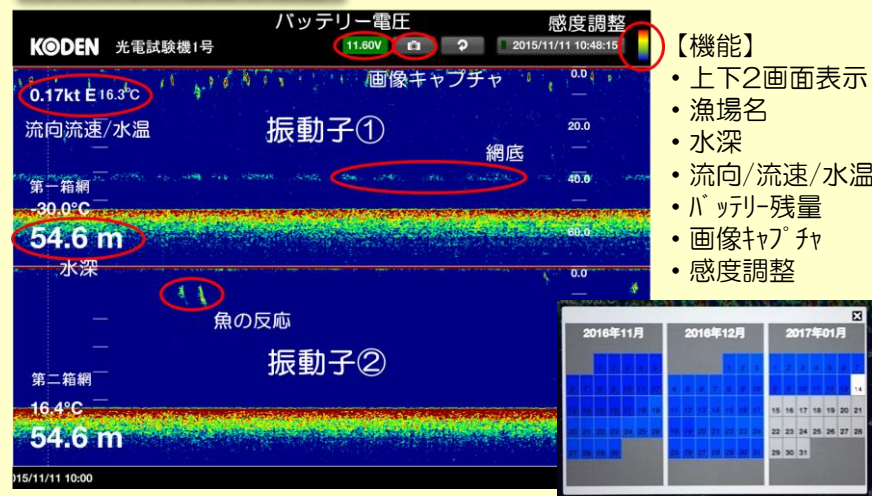 バッテリー電圧
感度調整
KODEN 光電試験機1号
11.60V
2015/11/11 10:48:15
0.17kt E 16.3°C
画像キャプチャ
0.0
流向流速/水温
振動子①
20.0
網底
第一箱網
40.0
-30.0°C
54.6 m
60.0
水深
0.0
魚の反応
振動子②
第二箱網
16.4°C
54.6 m
15/11/11 10:00
【機能】
・上下2画面表示
・漁場名
・水深
・流向/流速/水温
・バッテリー残量
・画像キャプチャ
・感度調整
2016年11月
2016年12月
2017年01月
14
15 16 17 18 19 20 21
22 23 24 25 26 27 28
29 30 31